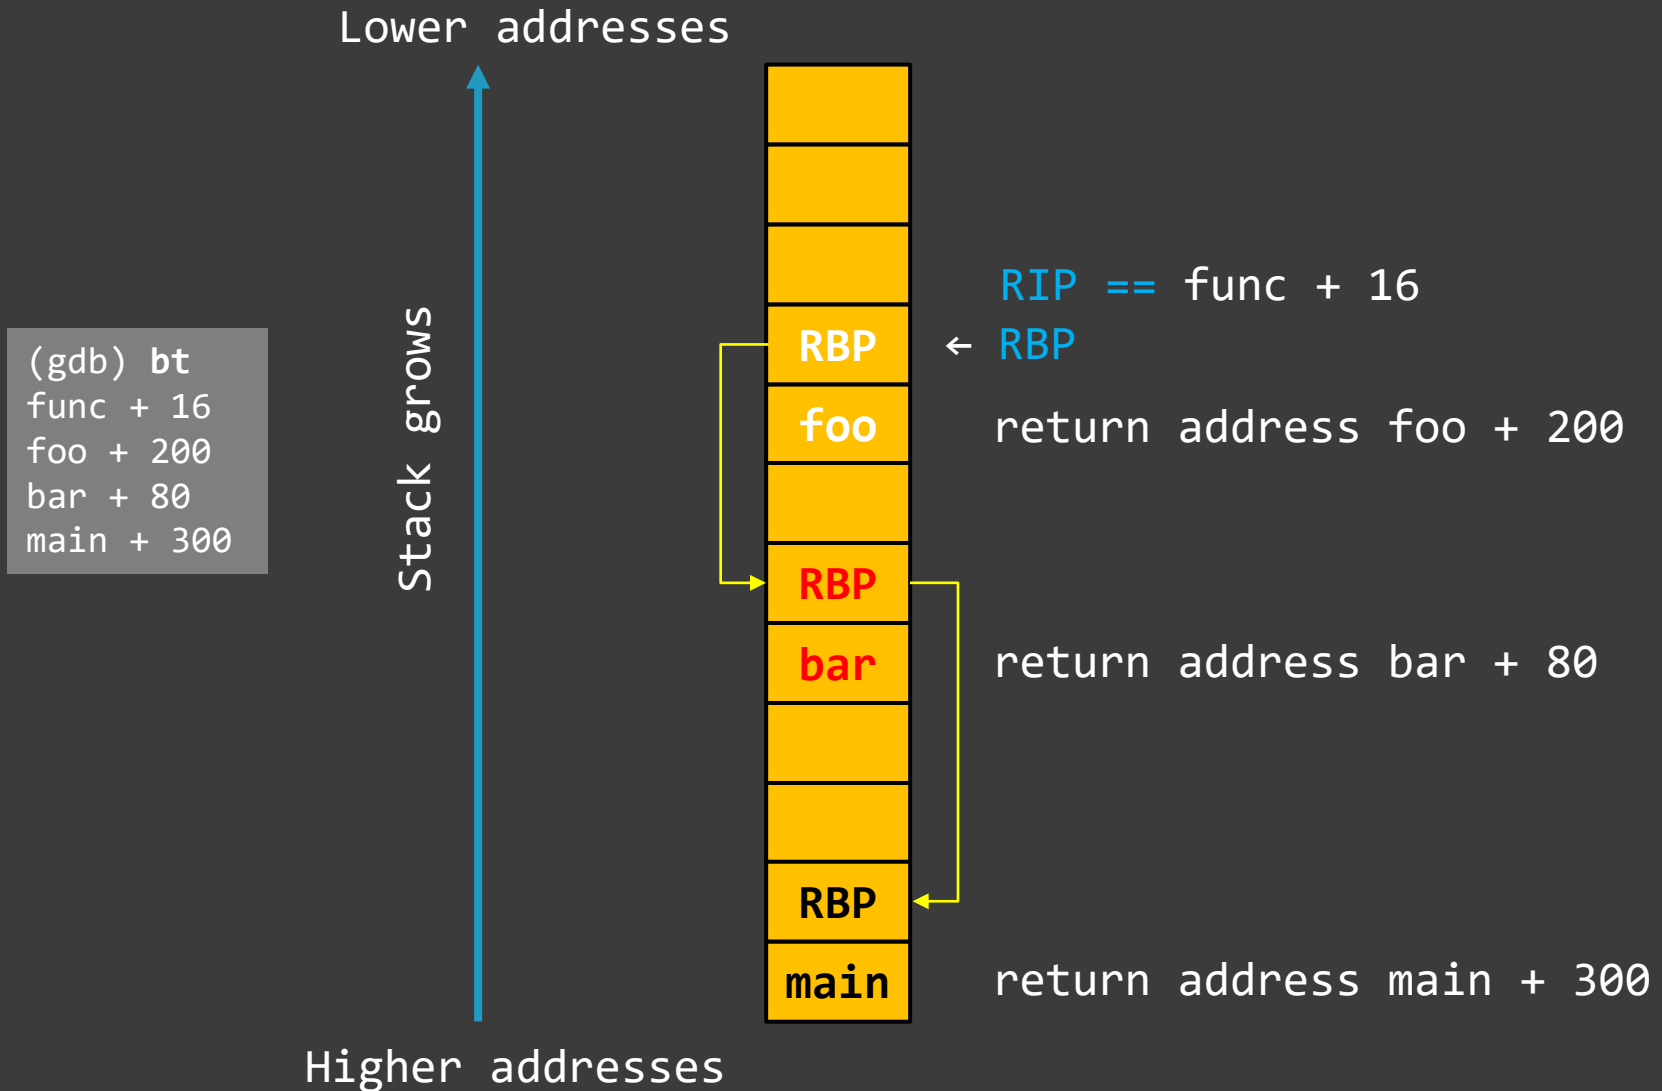 Lower addresses
Stack grows
(gdb) bt
func + 16
foo + 200
bar + 80
main + 300
RIP == func + 16
RBP ← RBP
foo return address foo + 200
RBP
bar return address bar + 80
RBP
main return address main + 300
Higher addresses